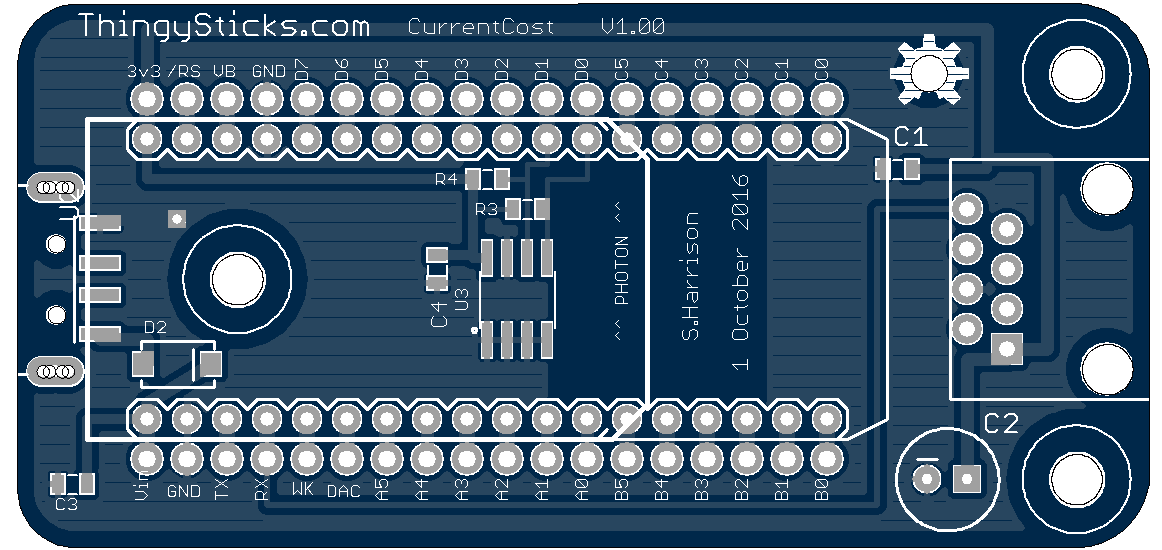 ThingySticks.com CurrentCost V1.00
3v3 /RS VB GND D7 D6 D5 D4 D3 D2 D1 D0 C5 C4 C3 C2 C1 C0
C1
R4
R3
C4
U3
^^ PHOTON ^^
S.Harrison
1 October 2016
D2
C2
C3
Vin GND TX RX WK DAC A5 A4 A3 A2 A1 A0 B5 B4 B3 B2 B1 B0